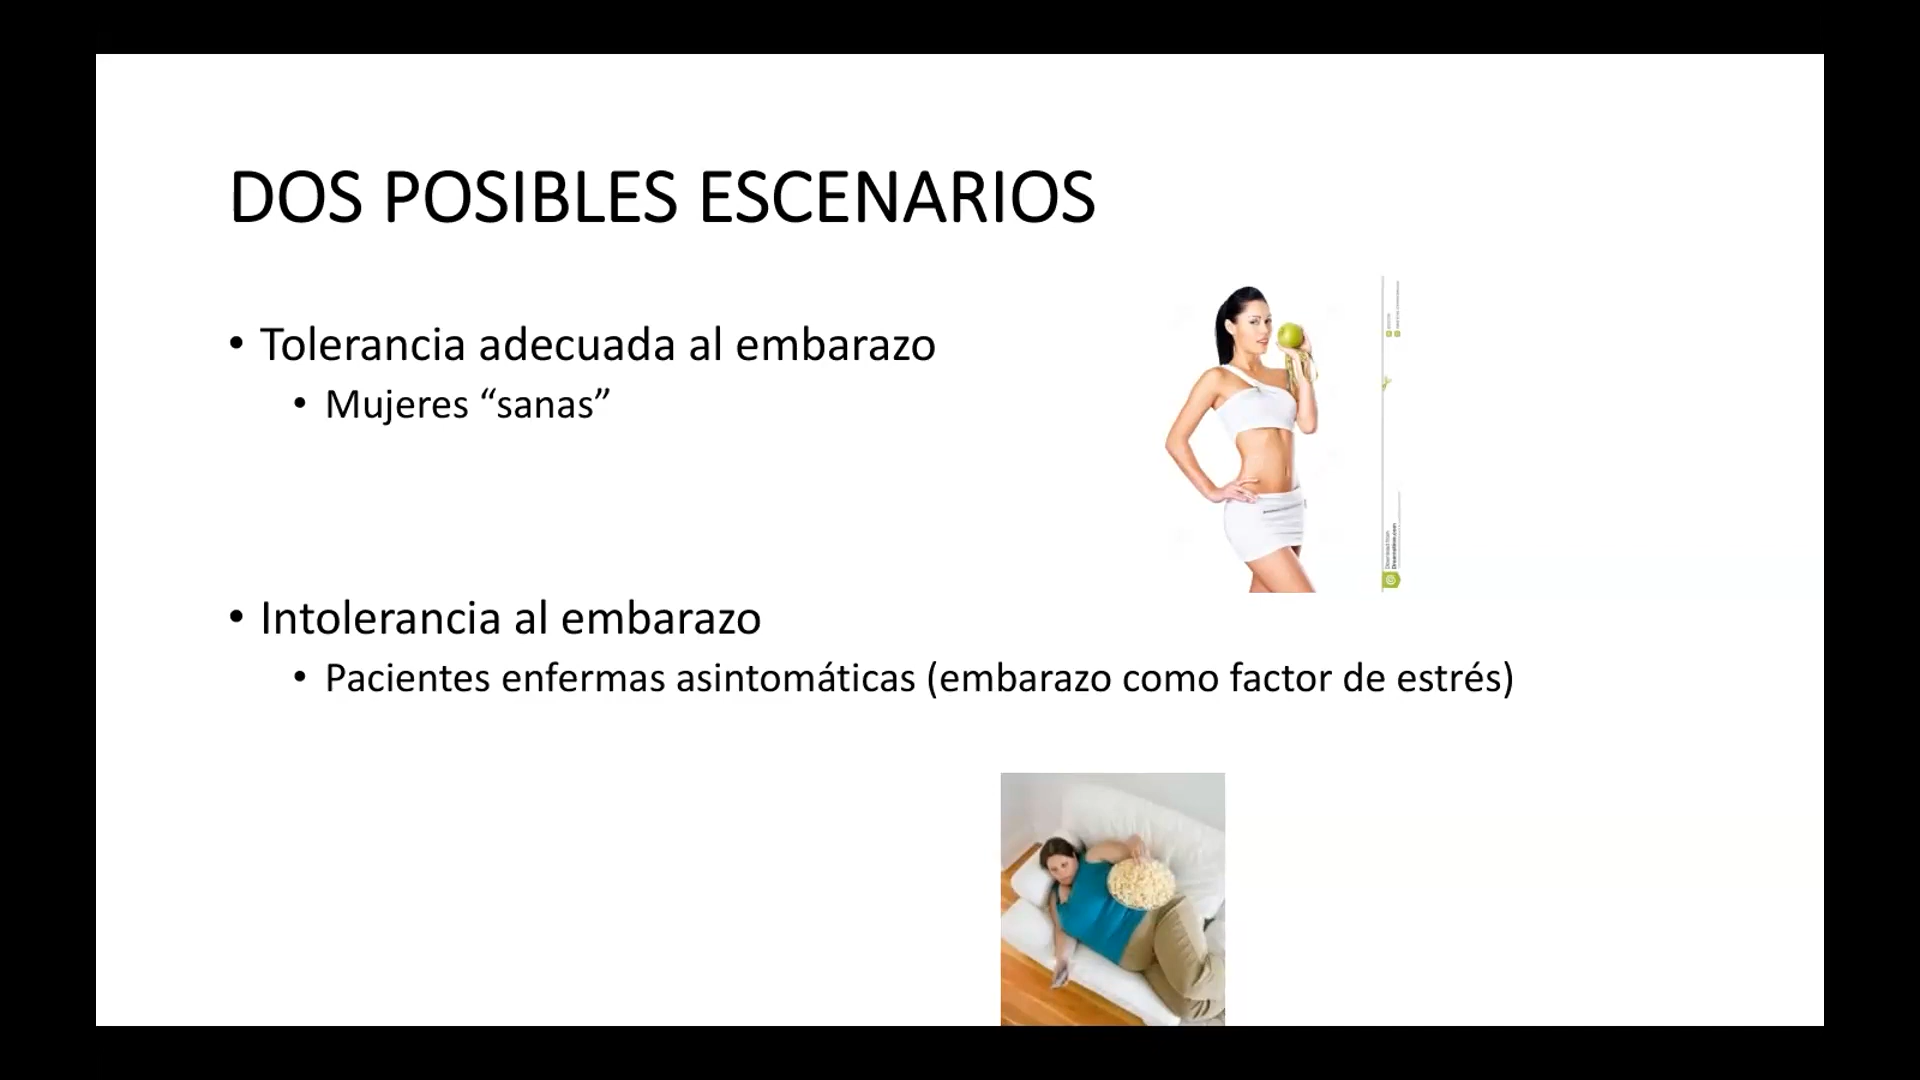 DOS POSIBLES ESCENARIOS
• Tolerancia adecuada al embarazo
• Mujeres “sanas”
• Intolerancia al embarazo
• Pacientes enfermas asintomáticas (embarazo como factor de estrés)